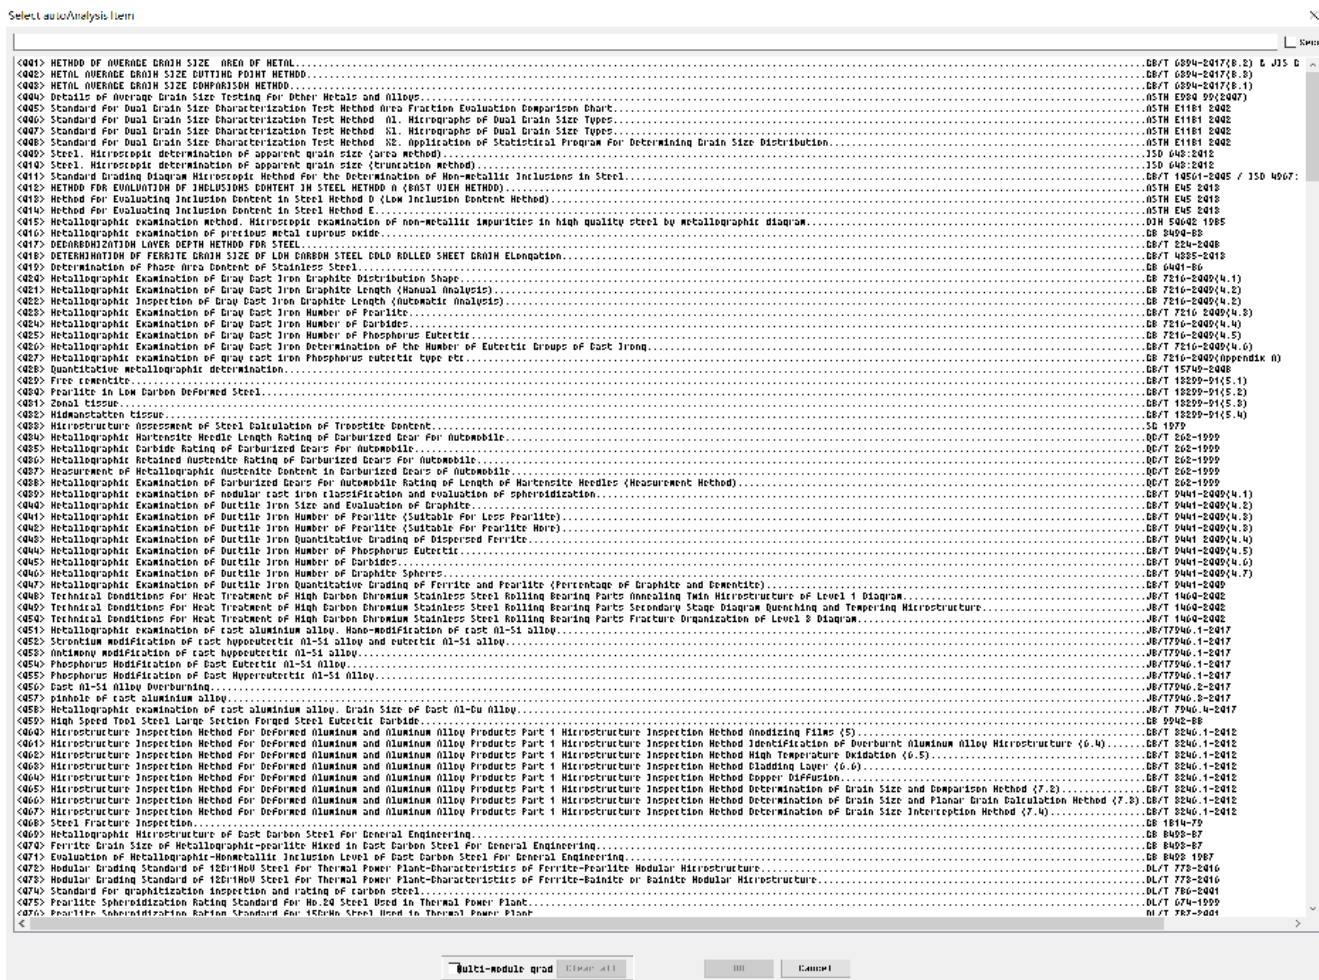 Select autoAnalysis Item
<001> METHOD OF AVERAGE GRAIN SIZE AREA OF METAL GB/T 6394-2017(B.2) & JIS G
<002> METAL AVERAGE GRAIN SIZE CUTTING POINT METHOD GB/T 6394-2017(B.3)
<003> METAL AVERAGE GRAIN SIZE COMPARISON METHOD GB/T 6394-2017(B.1)
<004> Details of Average Grain Size Testing for Other Metals and Alloys ASTM E930-99(2007)
<005> Standard for Dual Grain Size Characterization Test Method Area Fraction Evaluation Comparison Chart ASTM E1181 2002
<006> Standard for Dual Grain Size Characterization Test Method A1. Micrographs of Dual Grain Size Types ASTM E1181 2002
<007> Standard for Dual Grain Size Characterization Test Method X1. Micrographs of Dual Grain Size Types ASTM E1181 2002
<008> Standard for Dual Grain Size Characterization Test Method X2. Application of Statistical Program for Determining Grain Size Distribution ASTM E1181 2002
<009> Steel. Microscopic determination of apparent grain size (area method) ISO 643:2012
<010> Steel. Microscopic determination of apparent grain size (truncation method) ISO 643:2012
<011> Standard Grading Diagram Microscopic Method for the Determination of Non-metallic Inclusions in Steel GB/T 10561-2005 / ISO 4967:
<012> METHOD FOR EVALUATION OF INCLUSIONS CONTENT IN STEEL METHOD A (BAST VIEW METHOD) ASTM E45 2013
<013> Method for Evaluating Inclusion Content in Steel Method D (Low Inclusion Content Method) ASTM E45 2013
<014> Method for Evaluating Inclusion Content in Steel Method E ASTM E45 2013
<015> Metallographic examination method. Microscopic examination of non-metallic impurities in high quality steel by metallographic diagram DIN 50602 1985
<016> Metallographic examination of precious metal cuprous oxide GB 3490-83
<017> DECARBONIZATION LAYER DEPTH METHOD FOR STEEL GB/T 224-2008
<018> DETERMINATION OF FERRITE GRAIN SIZE OF LOW CARBON STEEL COLD ROLLED SHEET GRAIN ELongation GB/T 4335-2013
<019> Determination of Phase Area Content of Stainless Steel GB 6401-86
<020> Metallographic Examination of Gray Cast Iron Graphite Distribution Shape GB 7216-2009(4.1)
<021> Metallographic Examination of Gray Cast Iron Graphite Length (Manual Analysis) GB 7216-2009(4.2)
<022> Metallographic Inspection of Gray Cast Iron Graphite Length (Automatic Analysis) GB 7216-2009(4.2)
<023> Metallographic Examination of Gray Cast Iron Number of Pearlite GB/T 7216 2009(4.3)
<024> Metallographic Examination of Gray Cast Iron Number of Carbides GB 7216-2009(4.4)
<025> Metallographic Examination of Gray Cast Iron Number of Phosphorus Eutectic GB 7216-2009(4.5)
<026> Metallographic Examination of Gray Cast Iron Determination of the Number of Eutectic Groups of Cast Ironq GB/T 7216-2009(4.6)
<027> Metallographic examination of gray cast iron Phosphorus eutectic type etc GB 7216-2009(Appendix A)
<028> Quantitative metallographic determination GB/T 15749-2008
<029> Free cementite GB/T 13299-91(5.1)
<030> Pearlite in Low Carbon Deformed Steel GB/T 13299-91(5.2)
<031> Zonal tissue GB/T 13299-91(5.3)
<032> Widmanstatten tissue GB/T 13299-91(5.4)
<033> Microstructure Assessment of Steel Calculation of Troostite Content SG 1979
<034> Metallographic Martensite Needle Length Rating of Carburized Gear for Automobile QC/T 262-1999
<035> Metallographic Carbide Rating of Carburized Gears for Automobile QC/T 262-1999
<036> Metallographic Retained Austenite Rating of Carburized Gears for Automobile QC/T 262-1999
<037> Measurement of Metallographic Austenite Content in Carburized Gears of Automobile QC/T 262-1999
<038> Metallographic Examination of Carburized Gears for Automobile Rating of Length of Martensite Needles (Measurement Method) QC/T 262-1999
<039> Metallographic examination of nodular cast iron classification and evaluation of spheroidization GB/T 9441-2009(4.1)
<040> Metallographic Examination of Ductile Iron Size and Evaluation of Graphite GB/T 9441-2009(4.2)
<041> Metallographic Examination of Ductile Iron Number of Pearlite (Suitable for Less Pearlite) GB/T 9441-2009(4.3)
<042> Metallographic Examination of Ductile Iron Number of Pearlite (Suitable for Pearlite More) GB/T 9441-2009(4.3)
<043> Metallographic Examination of Ductile Iron Quantitative Grading of Dispersed Ferrite GB/T 9441 2009(4.4)
<044> Metallographic Examination of Ductile Iron Number of Phosphorus Eutectic GB/T 9441-2009(4.5)
<045> Metallographic Examination of Ductile Iron Number of Carbides GB/T 9441-2009(4.6)
<046> Metallographic Examination of Ductile Iron Number of Graphite Spheres GB/T 9441-2009(4.7)
<047> Metallographic Examination of Ductile Iron Quantitative Grading of Ferrite and Pearlite (Percentage of Graphite and Cementite) GB/T 9441-2009
<048> Technical Conditions for Heat Treatment of High Carbon Chromium Stainless Steel Rolling Bearing Parts Annealing Twin Microstructure of Level 1 Diagram JB/T 1460-2002
<049> Technical Conditions for Heat Treatment of High Carbon Chromium Stainless Steel Rolling Bearing Parts Secondary Stage Diagram Quenching and Tempering Microstructure JB/T 1460-2002
<050> Technical Conditions for Heat Treatment of High Carbon Chromium Stainless Steel Rolling Bearing Parts Fracture Organization of Level 3 Diagram JB/T 1460-2002
<051> Metallographic examination of cast aluminium alloy. Nano-modification of cast Al-Si alloy JB/T7946.1-2017
<052> Strontium modification of cast hypoeutectic Al-Si alloy and eutectic Al-Si alloy JB/T7946.1-2017
<053> Antimony modification of cast hypoeutectic Al-Si alloy JB/T7946.1-2017
<054> Phosphorus Modification of Cast Eutectic Al-Si Alloy JB/T7946.1-2017
<055> Phosphorus Modification of Cast Hypereutectic Al-Si Alloy JB/T7946.1-2017
<056> Cast Al-Si Alloy Overburning JB/T7946.2-2017
<057> pinhole of cast aluminium alloy JB/T7946.3-2017
<058> Metallographic examination of cast aluminium alloy. Grain Size of Cast Al-Cu Alloy JB/T 7946.4-2017
<059> High Speed Tool Steel Large Section Forged Steel Eutectic Carbide GB 9942-88
<060> Microstructure Inspection Method for Deformed Aluminum and Aluminum Alloy Products Part 1 Microstructure Inspection Method Anodizing Films (5) GB/T 3246.1-2012
<061> Microstructure Inspection Method for Deformed Aluminum and Aluminum Alloy Products Part 1 Microstructure Inspection Method Identification of Overburnt Aluminum Alloy Microstructure (6.4) GB/T 3246.1-2012
<062> Microstructure Inspection Method for Deformed Aluminum and Aluminum Alloy Products Part 1 Microstructure Inspection Method High Temperature Oxidation (6.5) GB/T 3246.1-2012
<063> Microstructure Inspection Method for Deformed Aluminum and Aluminum Alloy Products Part 1 Microstructure Inspection Method Cladding Layer (6.6) GB/T 3246.1-2012
<064> Microstructure Inspection Method for Deformed Aluminum and Aluminum Alloy Products Part 1 Microstructure Inspection Method Copper Diffusion GB/T 3246.1-2012
<065> Microstructure Inspection Method for Deformed Aluminum and Aluminum Alloy Products Part 1 Microstructure Inspection Method Determination of Grain Size and Comparison Method (7.2) GB/T 3246.1-2012
<066> Microstructure Inspection Method for Deformed Aluminum and Aluminum Alloy Products Part 1 Microstructure Inspection Method Determination of Grain Size and Planar Grain Calculation Method (7.3) GB/T 3246.1-2012
<067> Microstructure Inspection Method for Deformed Aluminum and Aluminum Alloy Products Part 1 Microstructure Inspection Method Determination of Grain Size Interception Method (7.4) GB/T 3246.1-2012
<068> Steel Fracture Inspection GB 1814-79
<069> Metallographic Microstructure of Cast Carbon Steel for General Engineering GB 8493-87
<070> Ferrite Grain Size of Metallographic-pearlite Mixed in Cast Carbon Steel for General Engineering GB 8493-87
<071> Evaluation of Metallographic-Nonmetallic Inclusion Level of Cast Carbon Steel for General Engineering GB 8493 1987
<072> Nodular Grading Standard of 12Cr1MoV Steel for Thermal Power Plant-Characteristics of Ferrite-Pearlite Nodular Microstructure DL/T 773-2016
<073> Nodular Grading Standard of 12Cr1MoV Steel for Thermal Power Plant-Characteristics of Ferrite-Bainite or Bainite Nodular Microstructure DL/T 773-2016
<074> Standard for graphitization inspection and rating of carbon steel DL/T 786-2001
<075> Pearlite Spheroidization Rating Standard for No.20 Steel Used in Thermal Power Plant DL/T 674-1999
<076> Pearlite Spheroidization Rating Standard for 15CrMo Steel Used in Thermal Power Plant DL/T 787-2001
Multi-module grad Clear all OK Cancel